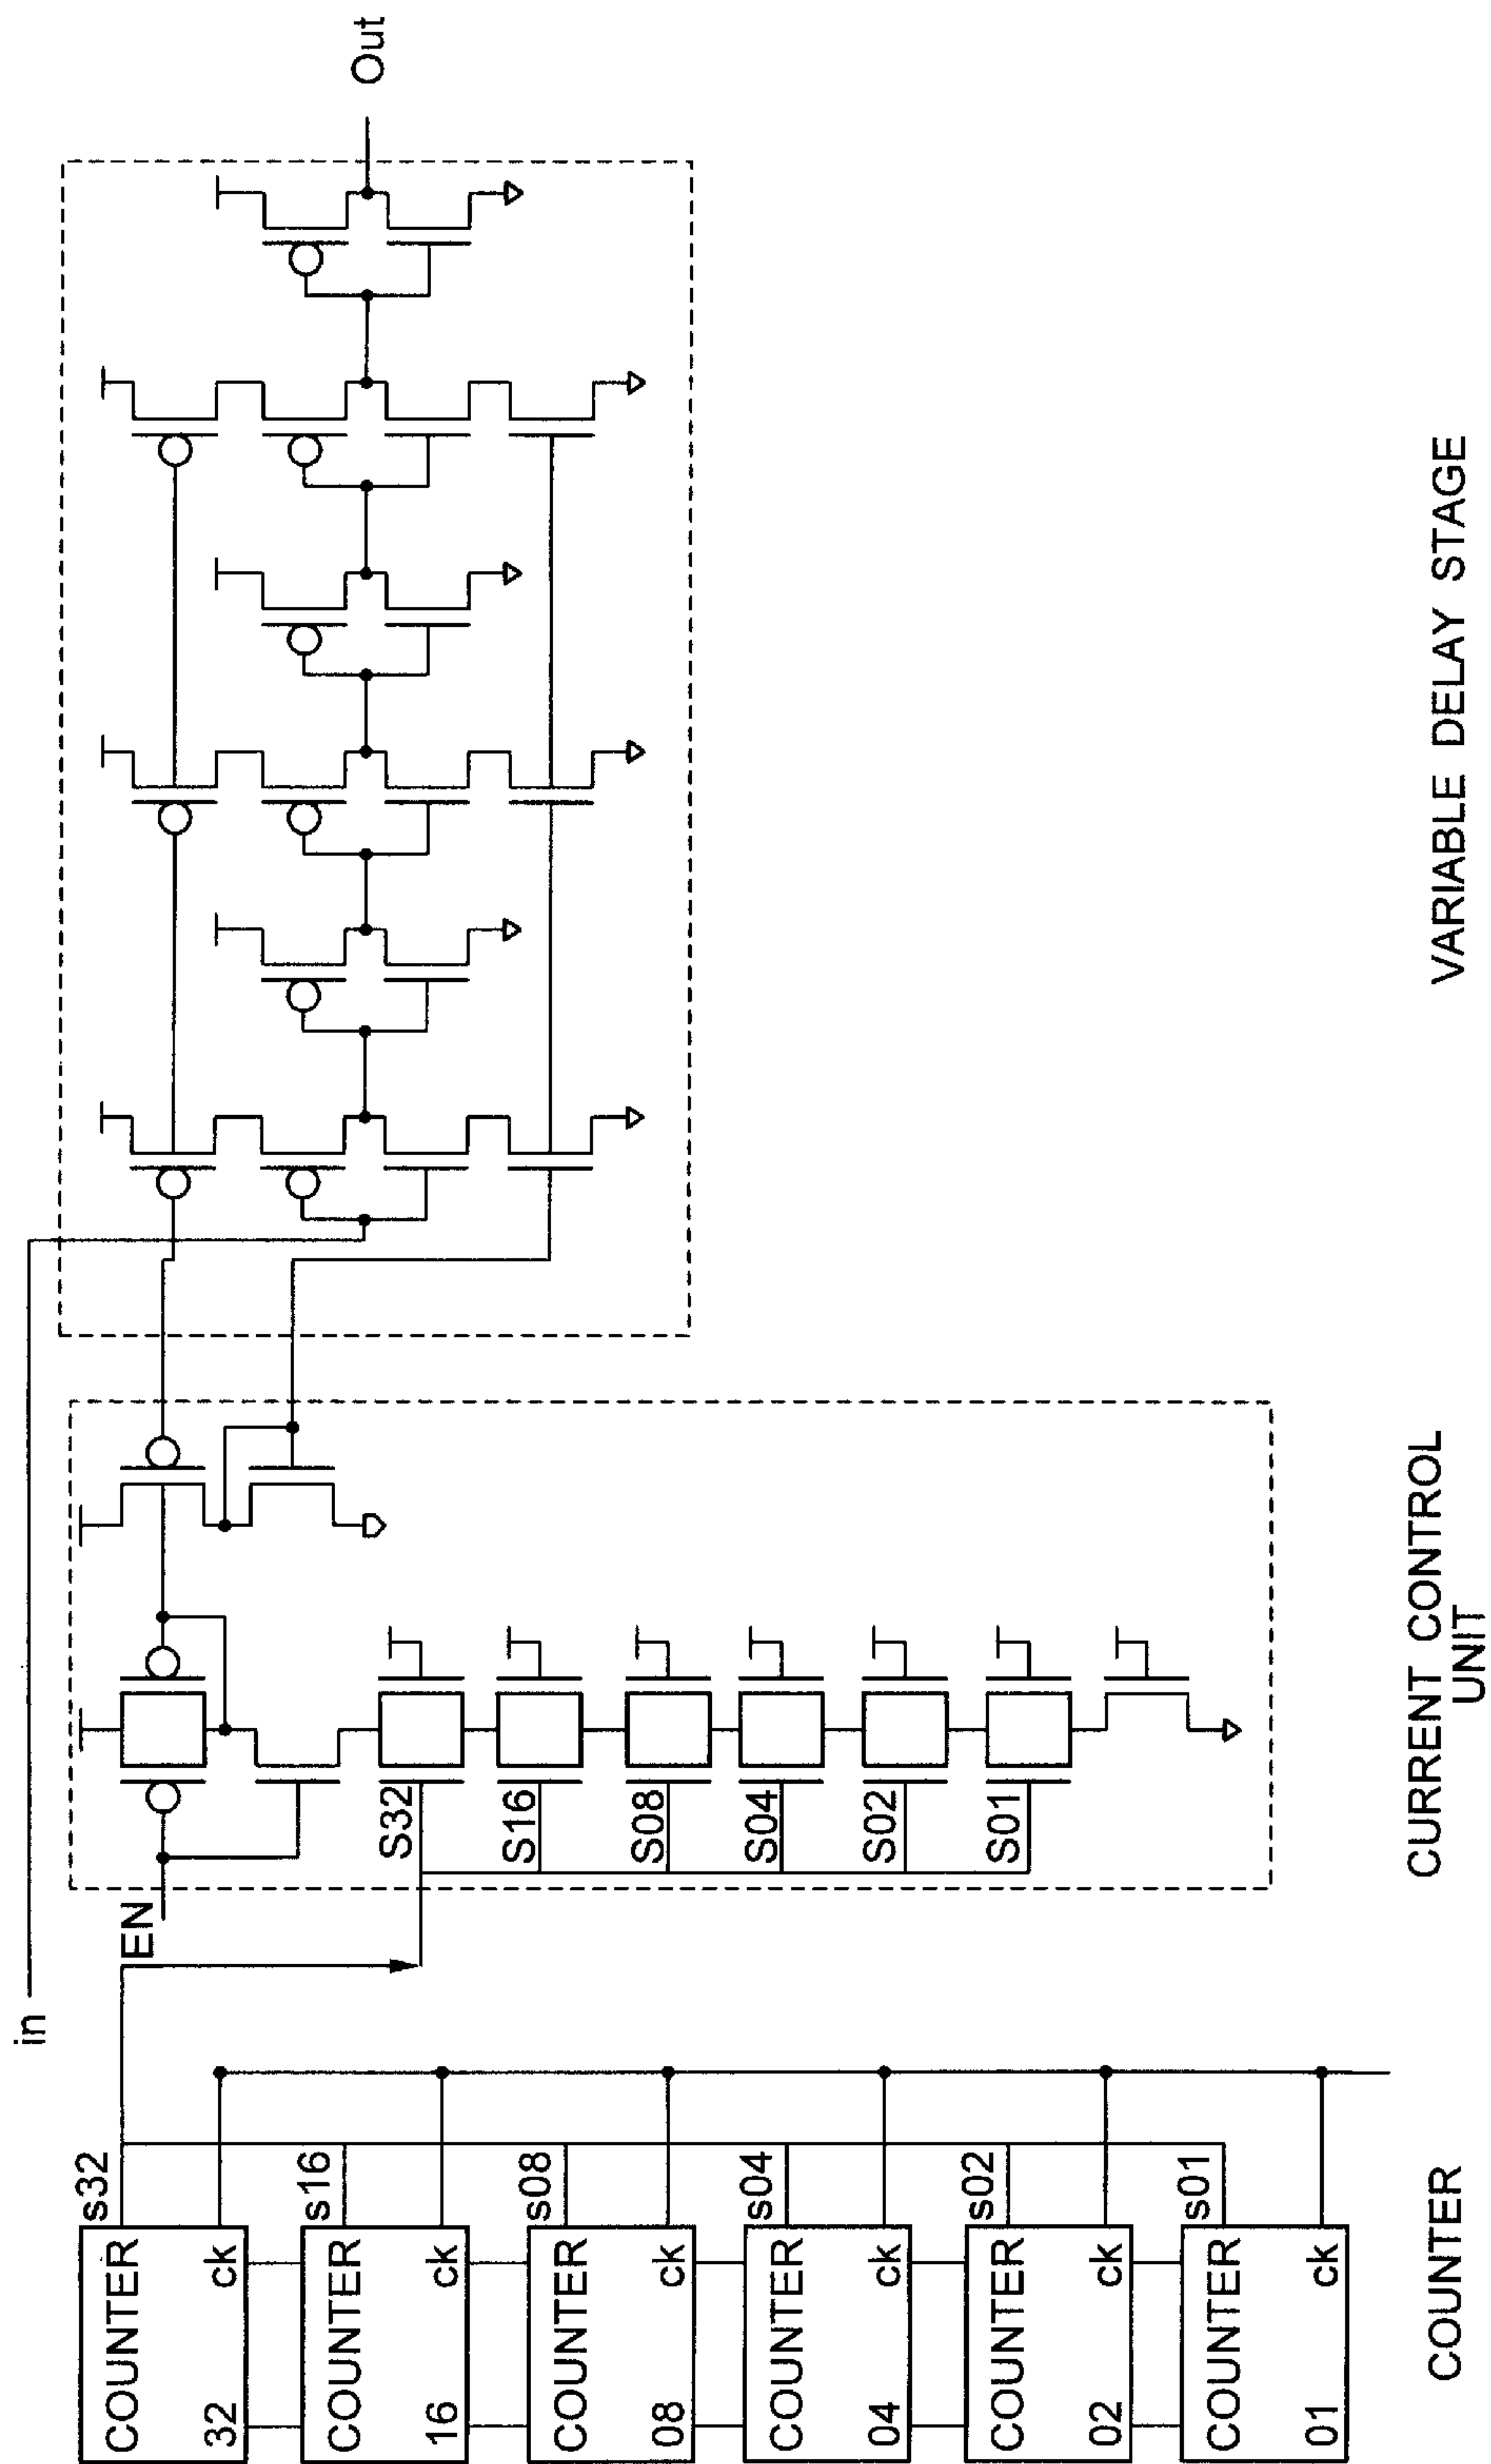 in
Out
EN
COUNTER
32
ck
s32
COUNTER
16
ck
s16
COUNTER
08
ck
s08
COUNTER
04
ck
s04
COUNTER
02
ck
s02
COUNTER
01
ck
s01
S32
S16
S08
S04
S02
S01
COUNTER
CURRENT CONTROL
UNIT
VARIABLE DELAY STAGE